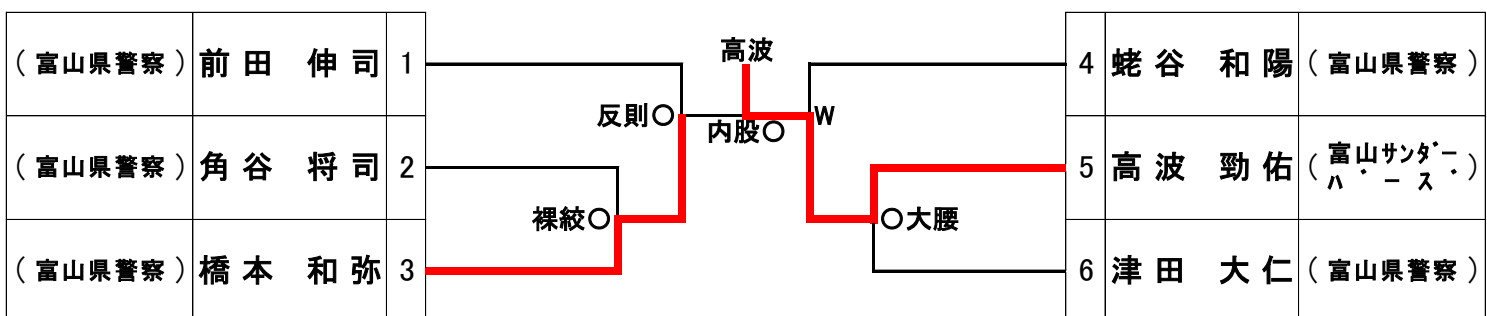 (富山県警察) 前田 伸司 1
(富山県警察) 角谷 将司 2
(富山県警察) 橋本 和弥 3
反則○
裸絞○
高波
内股○
W
○大腰
4 蛯谷 和陽 (富山県警察)
5 高波 勁佑 (富山サンダーバーズ)
6 津田 大仁 (富山県警察)